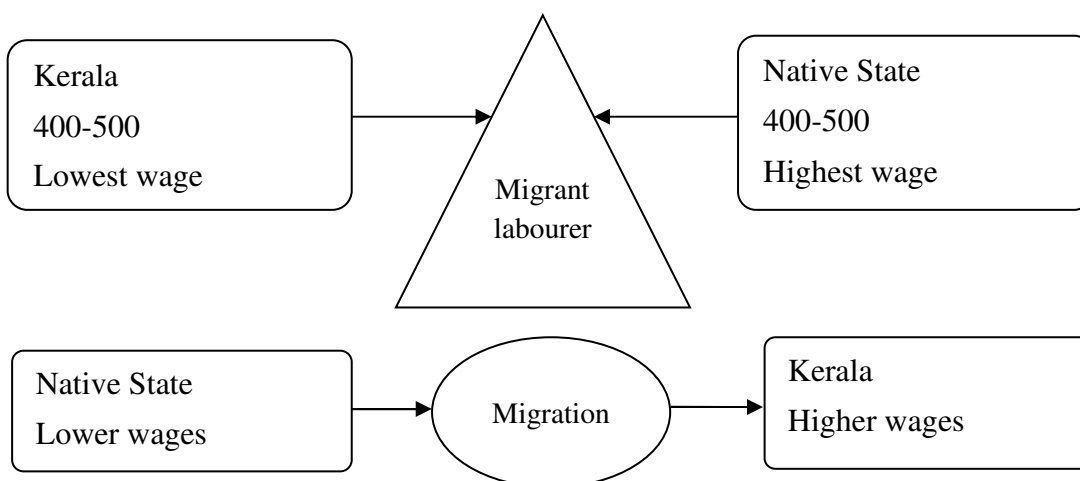 Kerala
400-500
Lowest wage
Migrant
labourer
Native State
400-500
Highest wage
Native State
Lower wages
Migration
Kerala
Higher wages